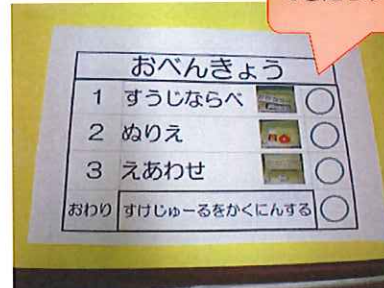 おべんきょう
1 すうじならべ
2 ぬりえ
3 えあわせ
おわり すけじゅーるをかくにんする